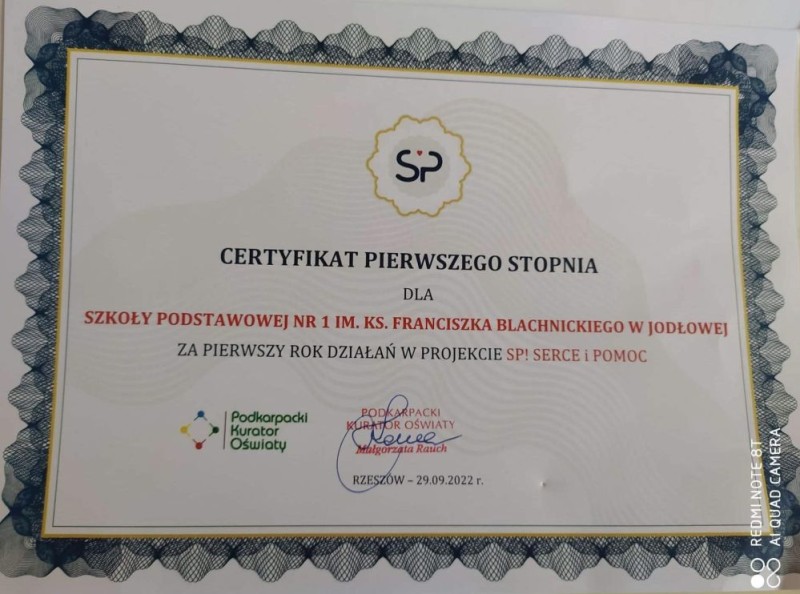 SP
CERTYFIKAT PIERWSZEGO STOPNIA
DLA
SZKOŁY PODSTAWOWEJ NR 1 IM. KS. FRANCISZKA BLACHNICKIEGO W JODŁOWEJ
ZA PIERWSZY ROK DZIAŁAŃ W PROJEKCIE SP! SERCE i POMOC
Podkarpacki
Kurator
Oświaty
PODKARPACKI
KURATOR OŚWIATY
Małgorzata Rauch
RZESZÓW – 29.09.2022 r.
REDMI NOTE 8T
AI QUAD CAMERA